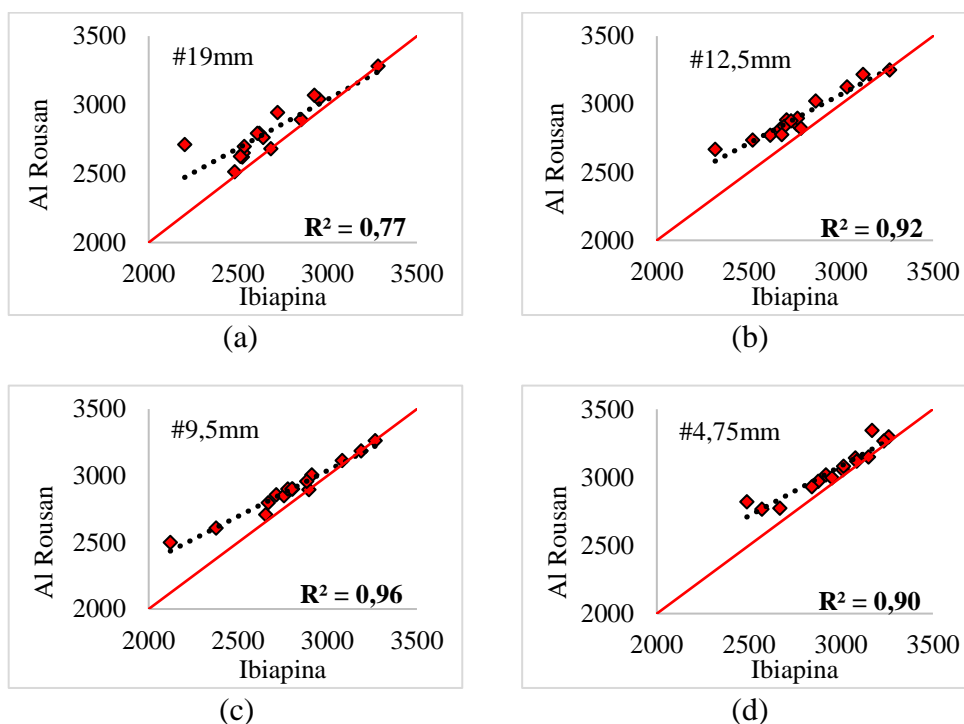 3500
#19mm
3000
Al Rousan
2500
R² = 0,77
2000
2000 2500 3000 3500
Ibiapina
(a)
3500
#12,5mm
3000
Al Rousan
2500
R² = 0,92
2000
2000 2500 3000 3500
Ibiapina
(b)
3500
#9,5mm
3000
Al Rousan
2500
R² = 0,96
2000
2000 2500 3000 3500
Ibiapina
(c)
3500
#4,75mm
3000
Al Rousan
2500
R² = 0,90
2000
2000 2500 3000 3500
Ibiapina
(d)